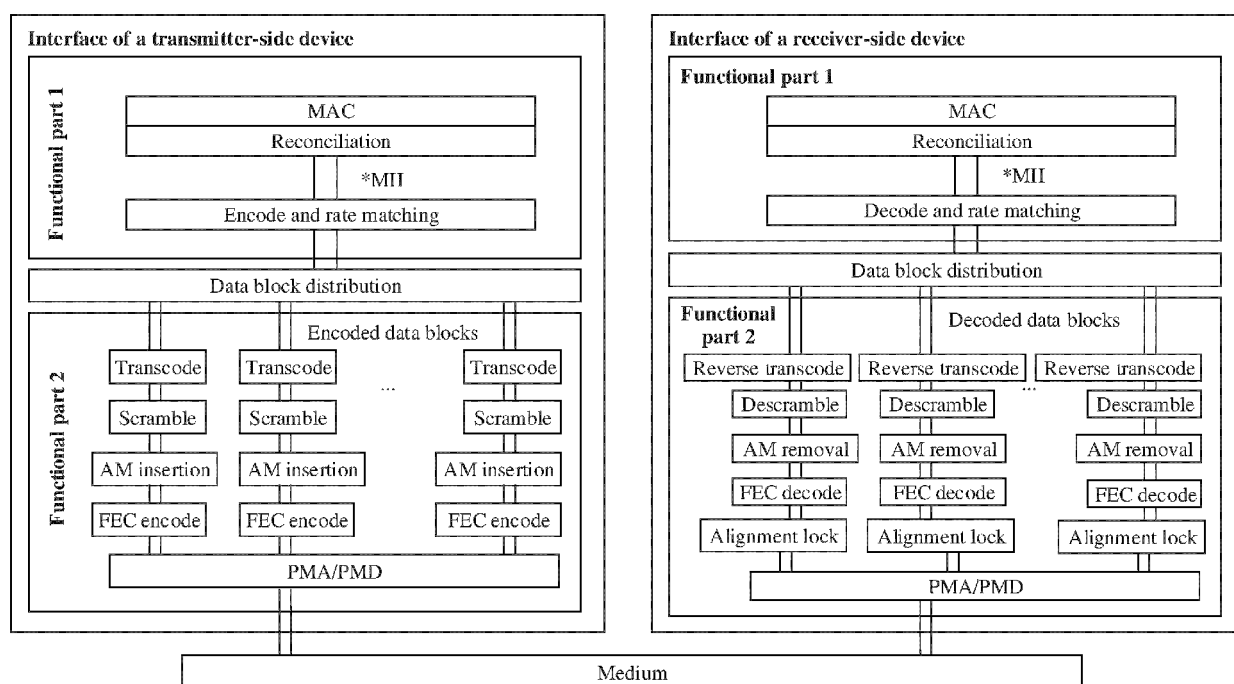 Interface of a transmitter-side device
Functional part 1
MAC
Reconciliation
*MII
Encode and rate matching
Data block distribution
Functional part 2
Encoded data blocks
Transcode
Transcode
Transcode
...
Scramble
Scramble
Scramble
AM insertion
AM insertion
AM insertion
FEC encode
FEC encode
FEC encode
PMA/PMD
Interface of a receiver-side device
Functional part 1
MAC
Reconciliation
*MII
Decode and rate matching
Data block distribution
Functional
part 2
Decoded data blocks
Reverse transcode
Reverse transcode
Reverse transcode
...
Descramble
Descramble
Descramble
AM removal
AM removal
AM removal
FEC decode
FEC decode
FEC decode
Alignment lock
Alignment lock
Alignment lock
PMA/PMD
Medium